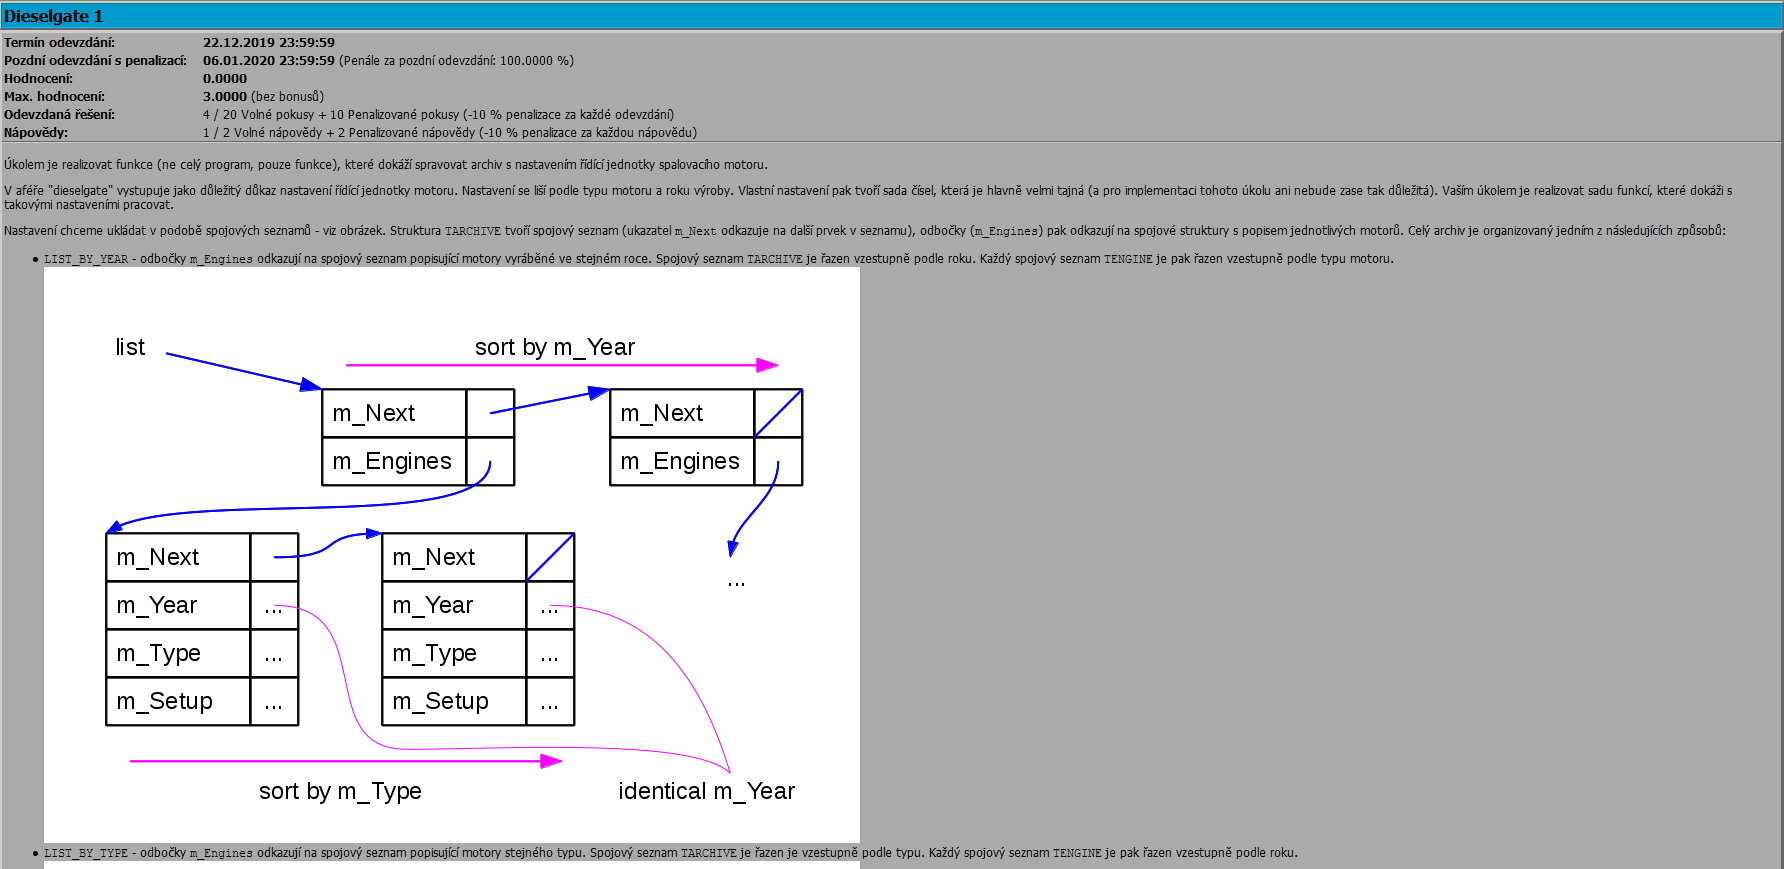 Dieselgate 1
Termín odevzdání: 22.12.2019 23:59:59
Pozdní odevzdání s penalizací: 06.01.2020 23:59:59 (Penále za pozdní odevzdání: 100.0000 %)
Hodnocení: 0.0000
Max. hodnocení: 3.0000 (bez bonusů)
Odevzdaná řešení: 4 / 20 Volné pokusy + 10 Penalizované pokusy (-10 % penalizace za každé odevzdání)
Nápovědy: 1 / 2 Volné nápovědy + 2 Penalizované nápovědy (-10 % penalizace za každou nápovědu)
Úkolem je realizovat funkce (ne celý program, pouze funkce), které dokáží spravovat archiv s nastavením řídící jednotky spalovacího motoru.
V aféře "dieselgate" vystupuje jako důležitý důkaz nastavení řídící jednotky motoru. Nastavení se liší podle typu motoru a roku výroby. Vlastní nastavení pak tvoří sada čísel, která je hlavně velmi tajná (a pro implementaci tohoto úkolu ani nebude zase tak důležitá). Vaším úkolem je realizovat sadu funkcí, které dokáži s
takovými nastaveními pracovat.
Nastavení chceme ukládat v podobě spojových seznamů - viz obrázek. Struktura TARCHIVE tvoří spojový seznam (ukazatel m_Next odkazuje na další prvek v seznamu), odbočky (m_Engines) pak odkazují na spojové struktury s popisem jednotlivých motorů. Celý archiv je organizovaný jedním z následujících způsobů:
• LIST_BY_YEAR - odbočky m_Engines odkazují na spojový seznam popisující motory vyráběné ve stejném roce. Spojový seznam TARCHIVE je řazen vzestupně podle roku. Každý spojový seznam TENGINE je pak řazen vzestupně podle typu motoru.
list
sort by m_Year
m_Next m_Next
m_Engines m_Engines
...
m_Next m_Next
m_Year ... m_Year ...
m_Type ... m_Type ...
m_Setup ... m_Setup ...
sort by m_Type identical m_Year
• LIST_BY_TYPE - odbočky m_Engines odkazují na spojový seznam popisující motory stejného typu. Spojový seznam TARCHIVE je řazen je vzestupně podle typu. Každý spojový seznam TENGINE je pak řazen vzestupně podle roku.